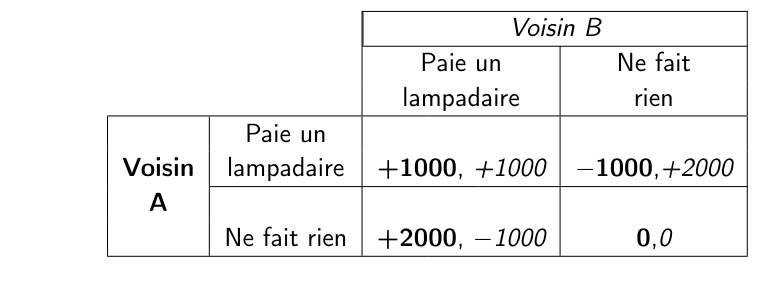 Voisin B
Paie un Ne fait
lampadaire rien
Paie un
Voisin lampadaire +1000, +1000 −1000,+2000
A
Ne fait rien +2000, −1000 0,0